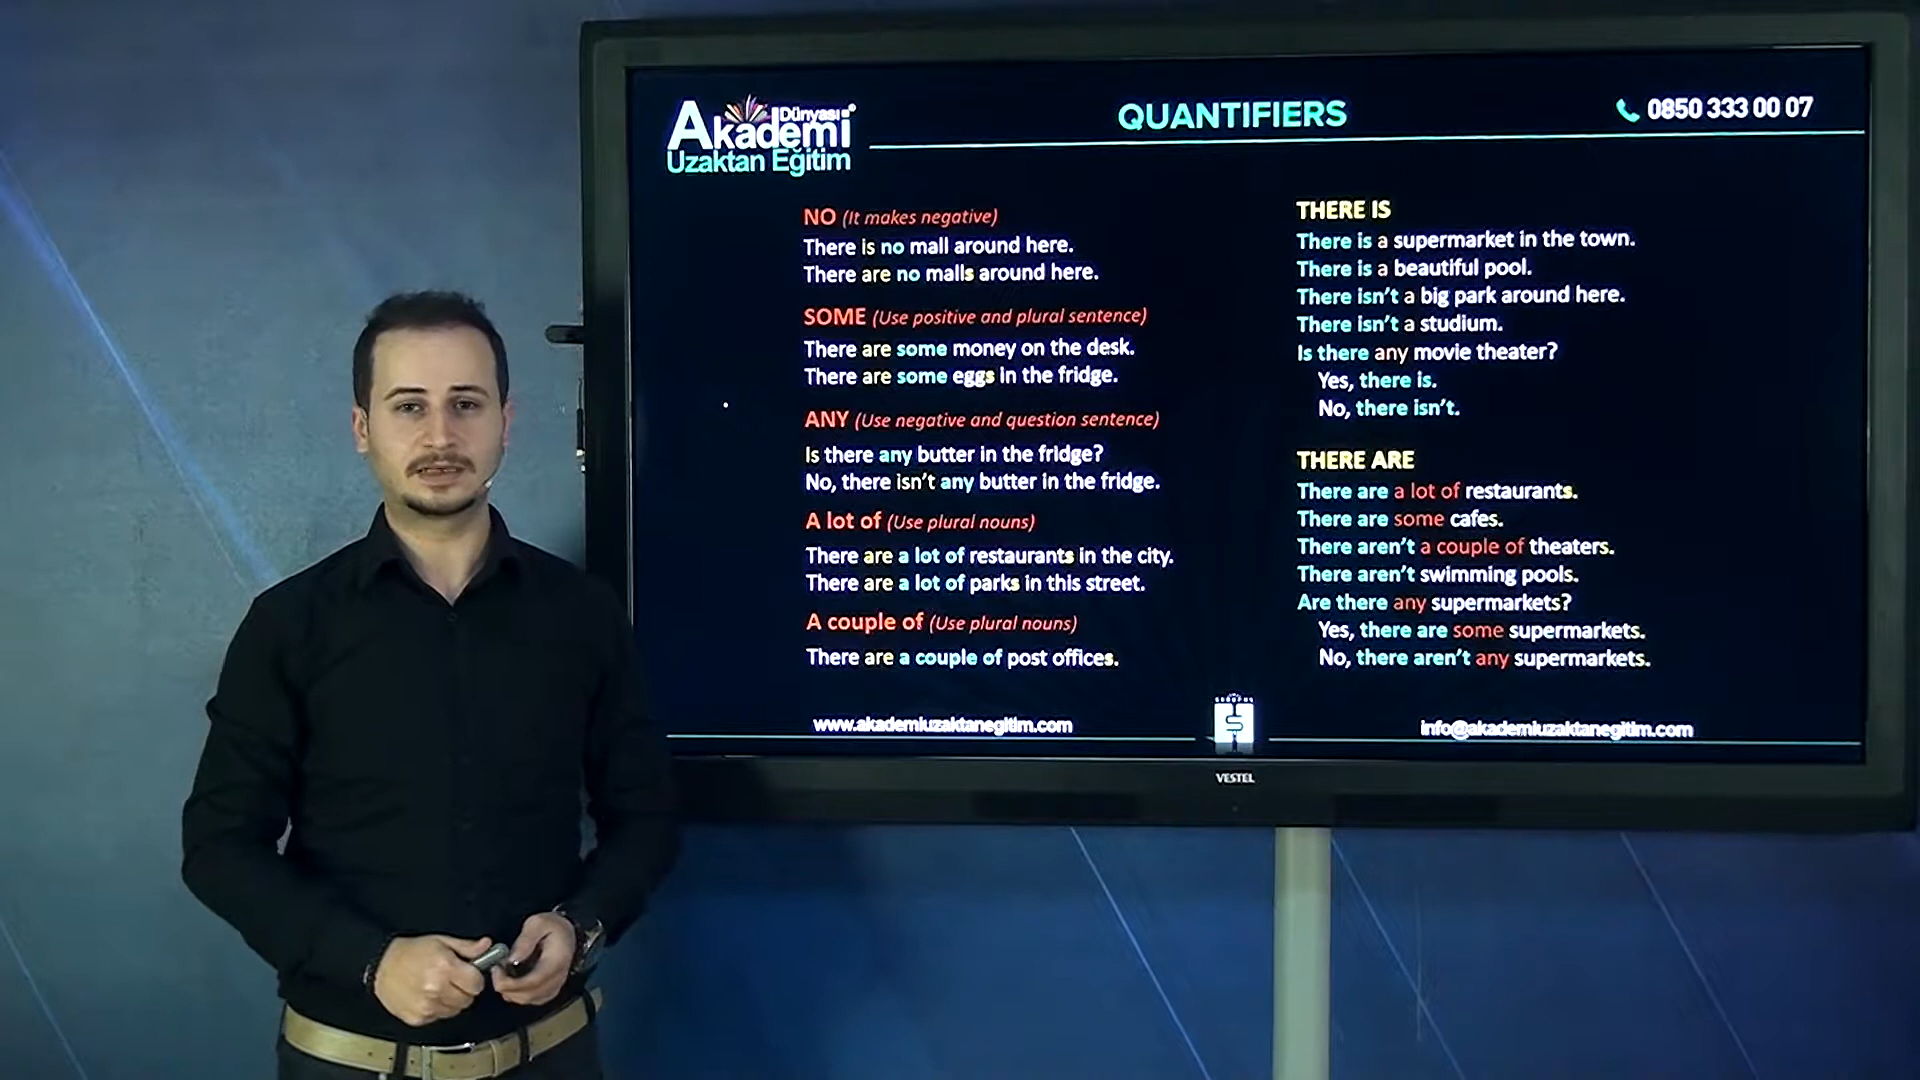 Akademi Dünyası
Uzaktan Eğitim
QUANTIFIERS
0850 333 00 07
NO (It makes negative)
There is no mall around here.
There are no malls around here.
SOME (Use positive and plural sentence)
There are some money on the desk.
There are some eggs in the fridge.
ANY (Use negative and question sentence)
Is there any butter in the fridge?
No, there isn't any butter in the fridge.
A lot of (Use plural nouns)
There are a lot of restaurants in the city.
There are a lot of parks in this street.
A couple of (Use plural nouns)
There are a couple of post offices.
THERE IS
There is a supermarket in the town.
There is a beautiful pool.
There isn't a big park around here.
There isn't a studium.
Is there any movie theater?
Yes, there is.
No, there isn't.
THERE ARE
There are a lot of restaurants.
There are some cafes.
There aren't a couple of theaters.
There aren't swimming pools.
Are there any supermarkets?
Yes, there are some supermarkets.
No, there aren't any supermarkets.
www.akademiuzaktanegitim.com
info@akademiuzaktanegitim.com
VESTEL